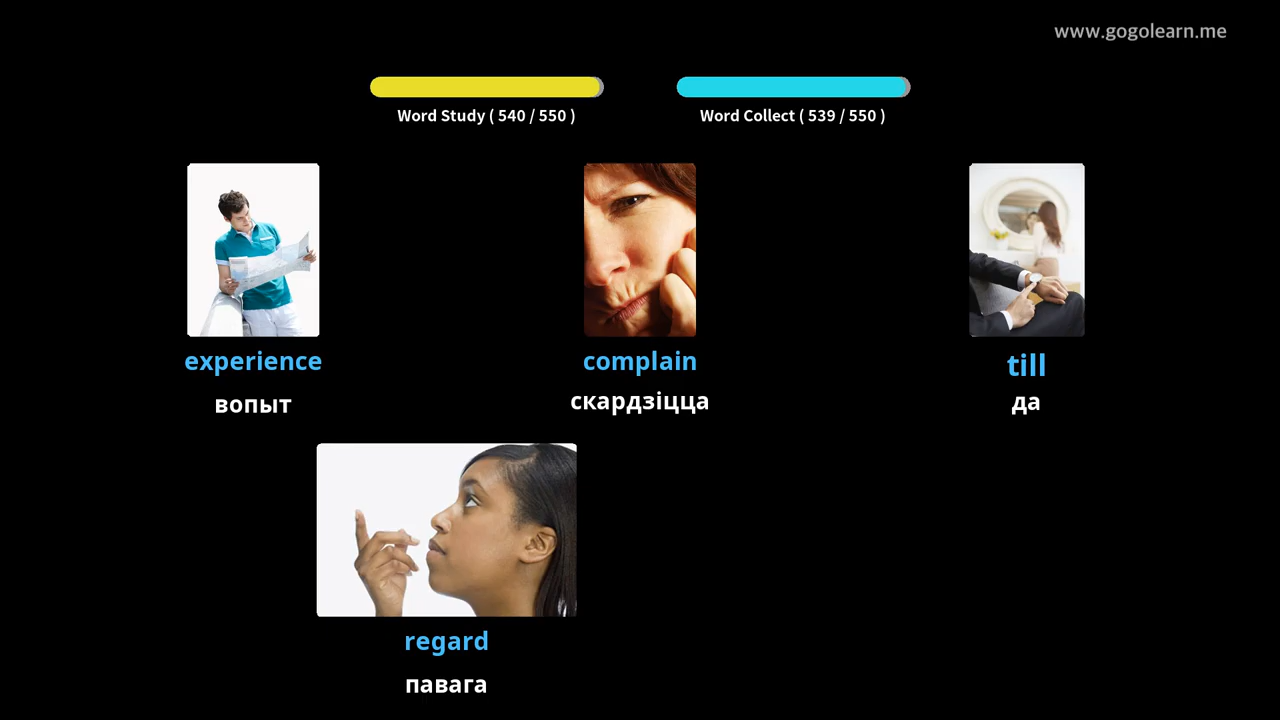 www.gogolearn.me
Word Study ( 540 / 550 )
Word Collect ( 539 / 550 )
experience
complain
till
вопыт
скардзіцца
да
regard
павага